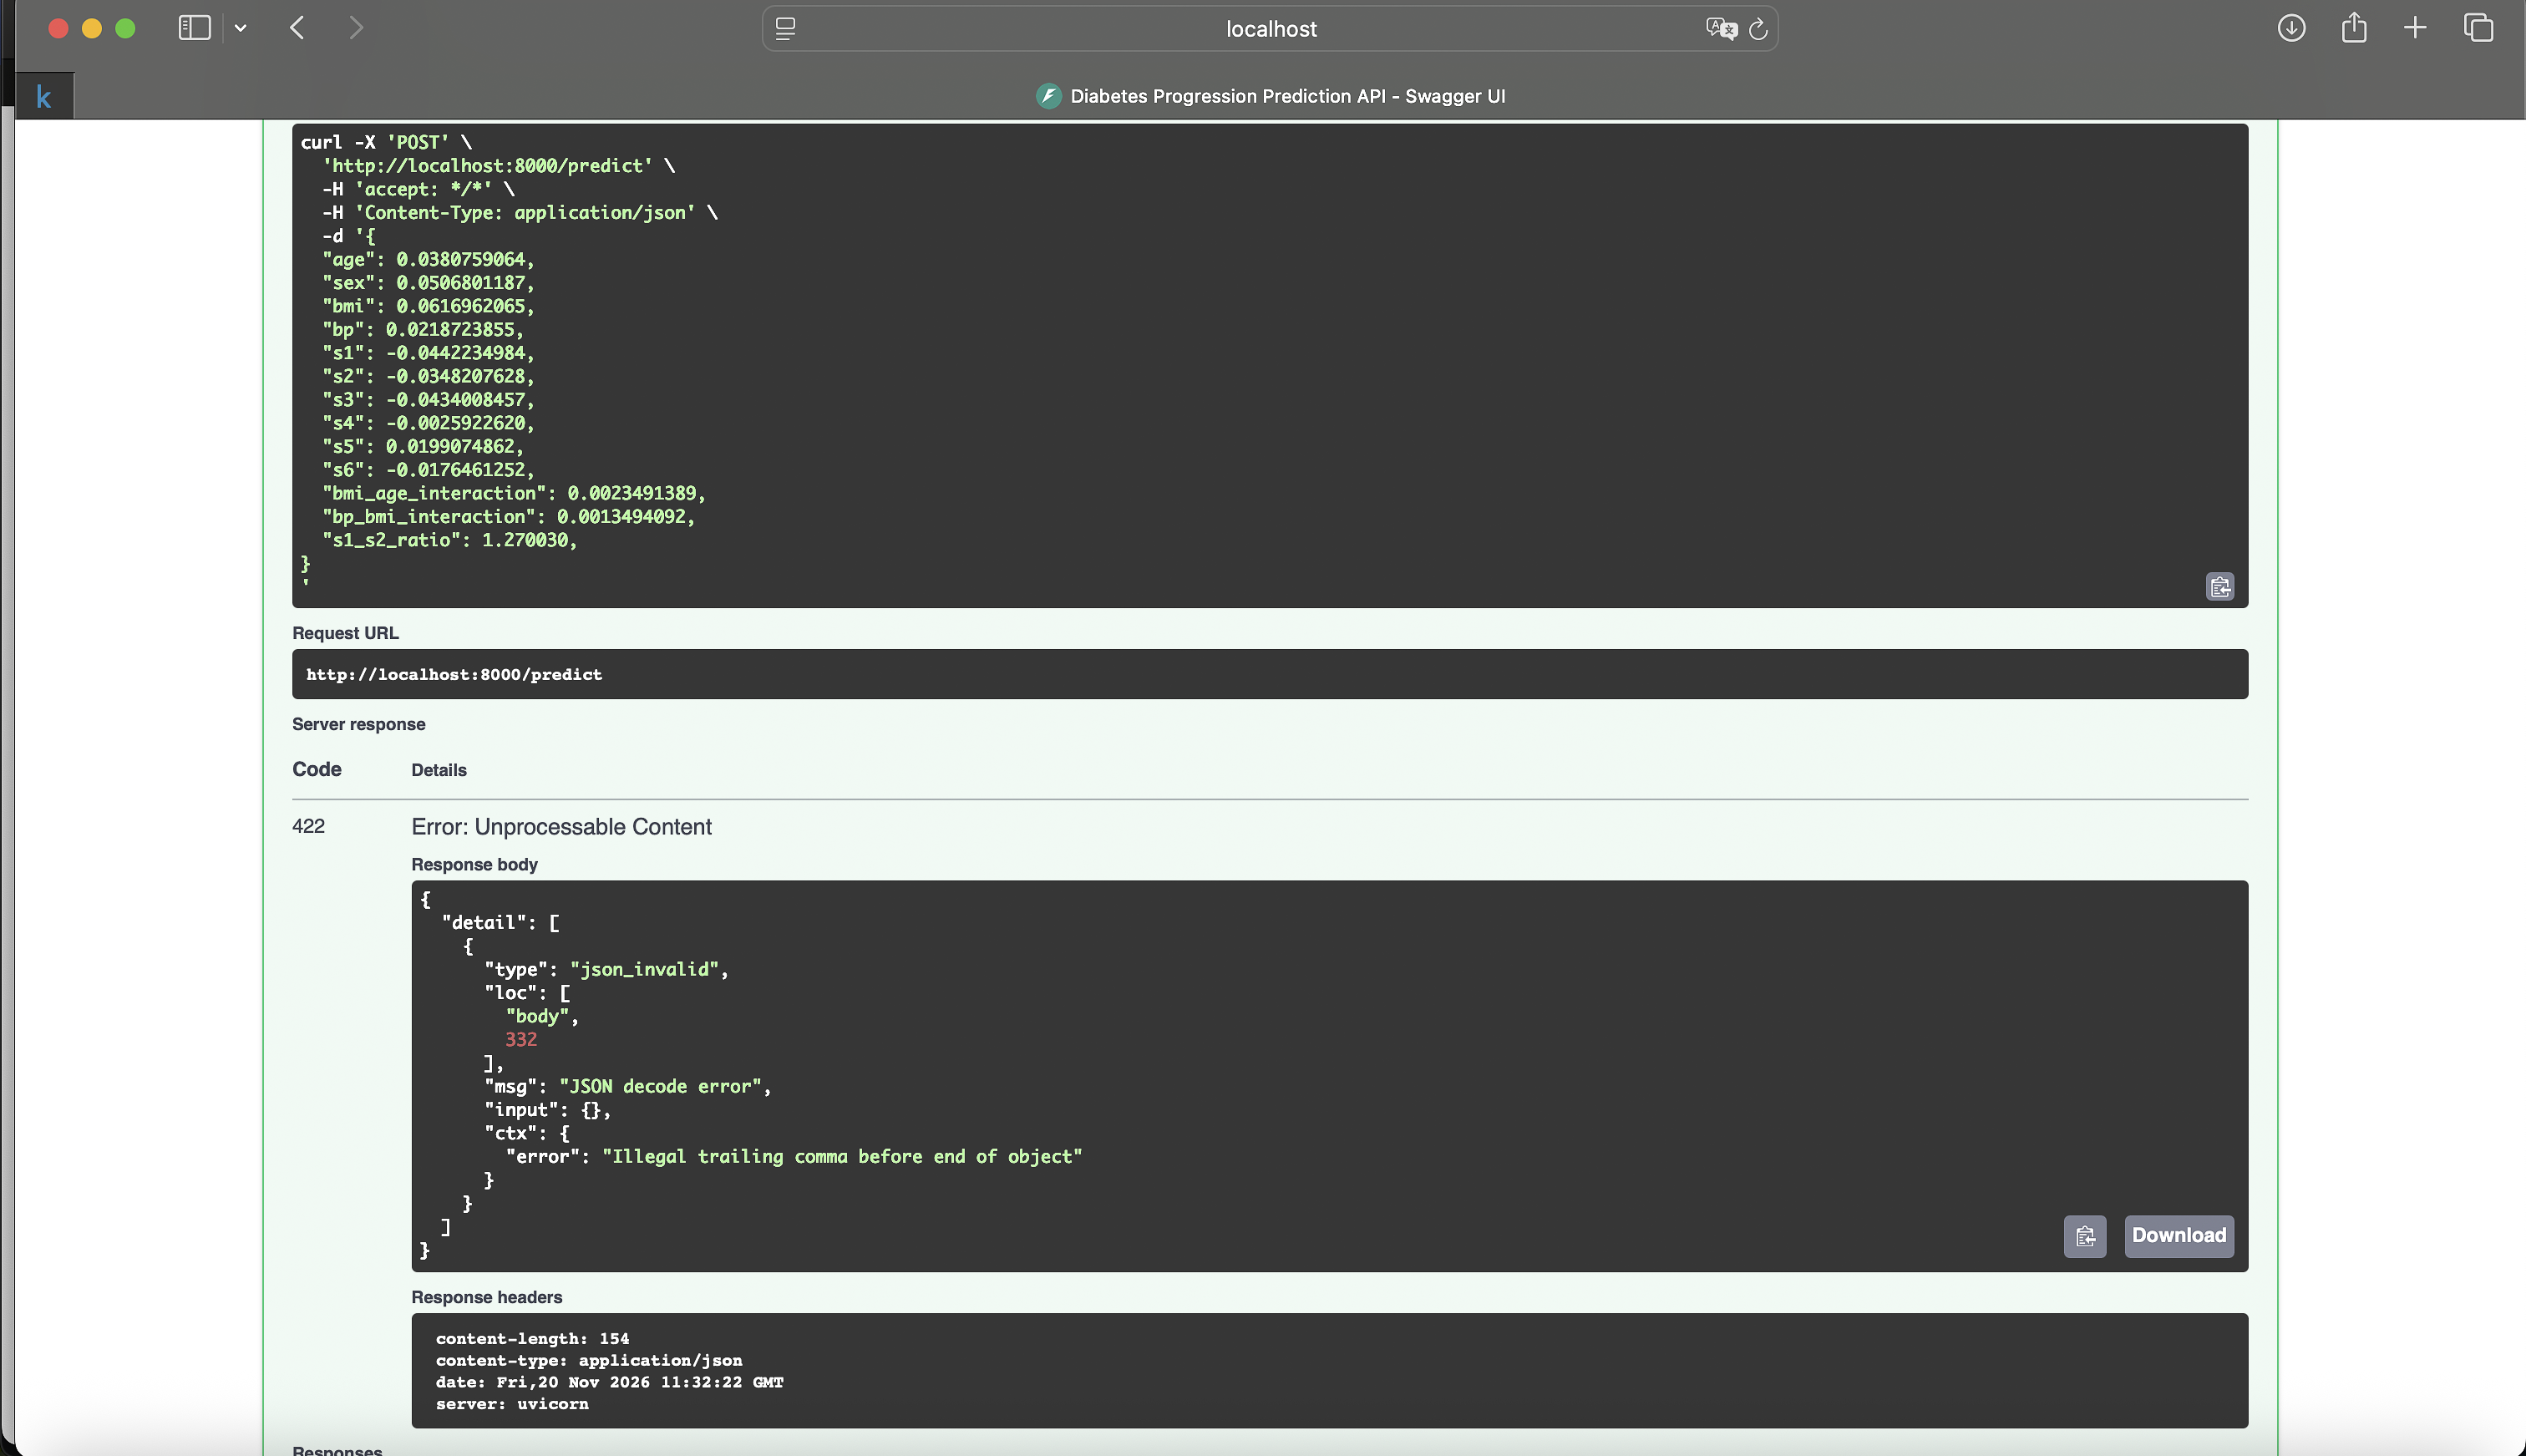 localhost
k
Diabetes Progression Prediction API - Swagger UI
curl -X 'POST' \
'http://localhost:8000/predict' \
-H 'accept: */*' \
-H 'Content-Type: application/json' \
-d '{
"age": 0.0380759064,
"sex": 0.0506801187,
"bmi": 0.0616962065,
"bp": 0.0218723855,
"s1": -0.0442234984,
"s2": -0.0348207628,
"s3": -0.0434008457,
"s4": -0.0025922620,
"s5": 0.0199074862,
"s6": -0.0176461252,
"bmi_age_interaction": 0.0023491389,
"bp_bmi_interaction": 0.0013494092,
"s1_s2_ratio": 1.270030,
}
'
Request URL
http://localhost:8000/predict
Server response
Code Details
422 Error: Unprocessable Content
Response body
{
"detail": [
{
"type": "json_invalid",
"loc": [
"body",
332
],
"msg": "JSON decode error",
"input": {},
"ctx": {
"error": "Illegal trailing comma before end of object"
}
}
]
}
Download
Response headers
content-length: 154
content-type: application/json
date: Fri,20 Nov 2026 11:32:22 GMT
server: uvicorn
Responses